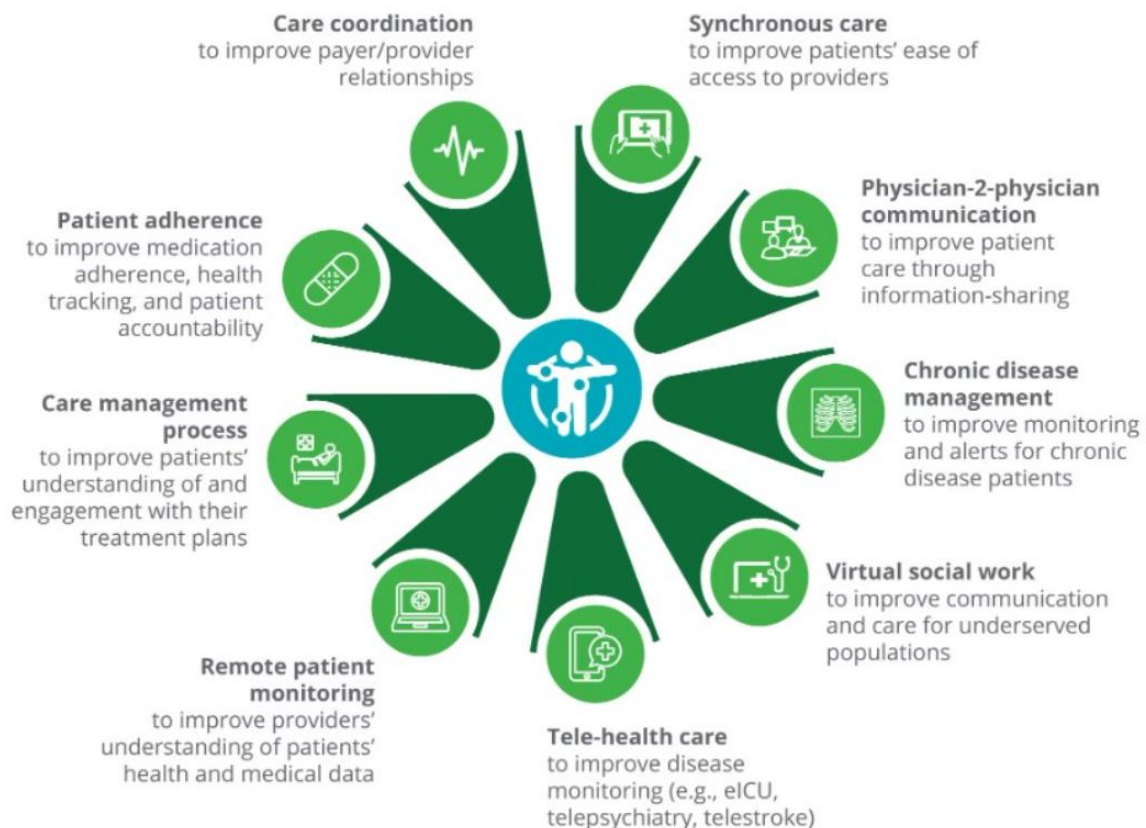 Care coordination
to improve payer/provider
relationships
Synchronous care
to improve patients' ease of
access to providers
Physician-2-physician
communication
to improve patient
care through
information-sharing
Chronic disease
management
to improve monitoring
and alerts for chronic
disease patients
Virtual social work
to improve communication
and care for underserved
populations
Tele-health care
to improve disease
monitoring (e.g., eICU,
telepsychiatry, telestroke)
Remote patient
monitoring
to improve providers'
understanding of patients'
health and medical data
Care management
process
to improve patients'
understanding of and
engagement with their
treatment plans
Patient adherence
to improve medication
adherence, health
tracking, and patient
accountability